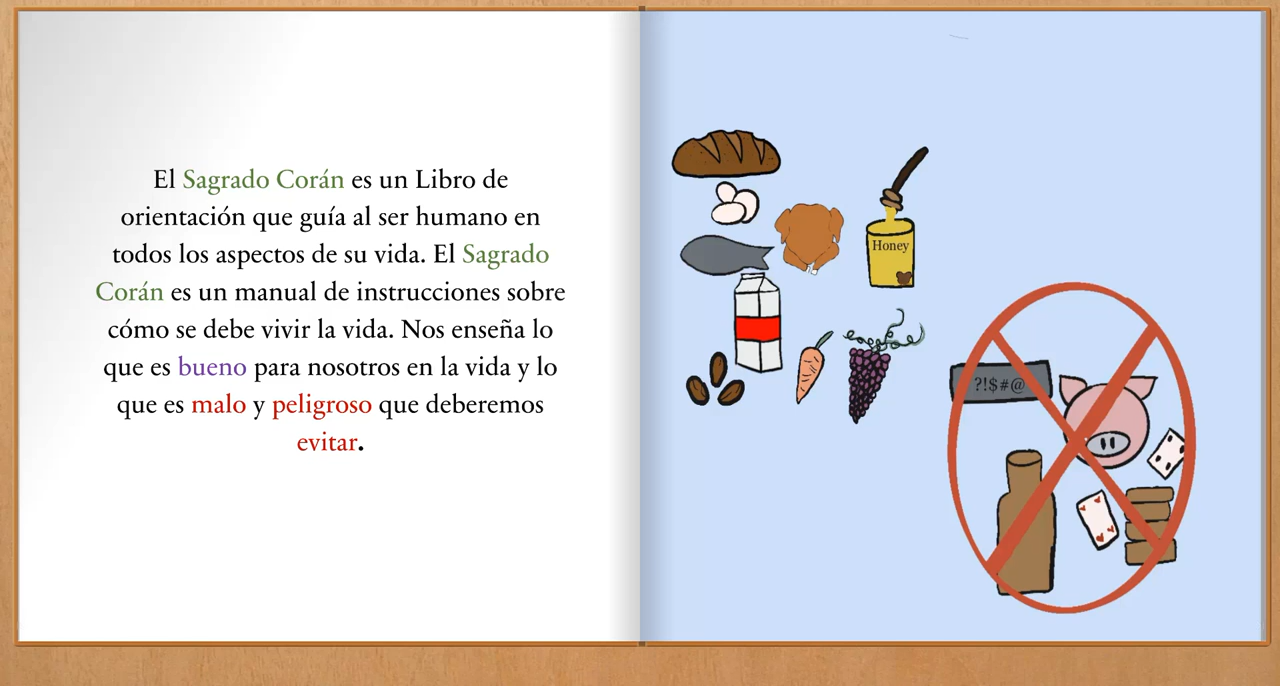 El Sagrado Corán es un Libro de
orientación que guía al ser humano en
todos los aspectos de su vida. El Sagrado
Corán es un manual de instrucciones sobre
cómo se debe vivir la vida. Nos enseña lo
que es bueno para nosotros en la vida y lo
que es malo y peligroso que deberemos
evitar.
Honey
?!$#@